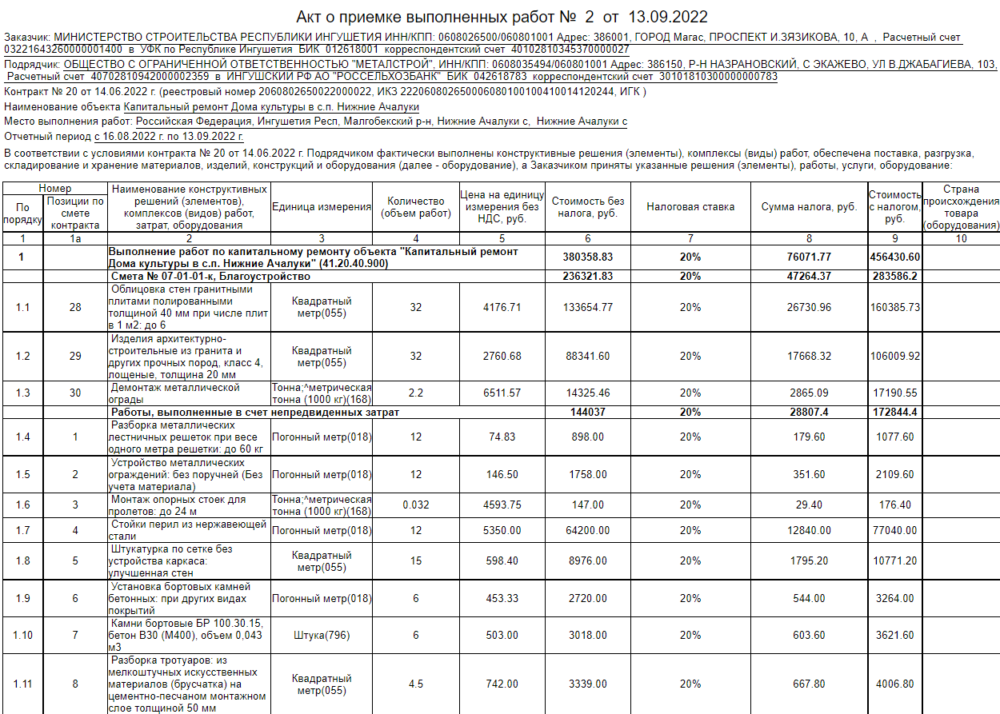 Акт о приемке выполненных работ № 2 от 13.09.2022
Заказчик: МИНИСТЕРСТВО СТРОИТЕЛЬСТВА РЕСПУБЛИКИ ИНГУШЕТИЯ ИНН/КПП: 0608026500/060801001 Адрес: 386001, ГОРОД Магас, ПРОСПЕКТ И.ЗЯЗИКОВА, 10, А , Расчетный счет
03221643260000001400 в УФК по Республике Ингушетия БИК 012618001 корреспондентский счет 40102810345370000027
Подрядчик: ОБЩЕСТВО С ОГРАНИЧЕННОЙ ОТВЕТСТВЕННОСТЬЮ "МЕТАЛСТРОЙ", ИНН/КПП: 0608035494/060801001 Адрес: 386150, Р-Н НАЗРАНОВСКИЙ, С ЭКАЖЕВО, УЛ В.ДЖАБАГИЕВА, 103,
Расчетный счет 40702810942000002359 в ИНГУШСКИЙ РФ АО "РОССЕЛЬХОЗБАНК" БИК 042618783 корреспондентский счет 30101810300000000783
Контракт № 20 от 14.06.2022 г. (реестровый номер 2060802650022000022, ИКЗ 222060802650006080100100410014120244, ИГК )
Наименование объекта Капитальный ремонт Дома культуры в с.п. Нижние Ачалуки
Место выполнения работ: Российская Федерация, Ингушетия Респ, Малгобекский р-н, Нижние Ачалуки с, Нижние Ачалуки с
Отчетный период с 16.08.2022 г. по 13.09.2022 г.
В соответствии с условиями контракта № 20 от 14.06.2022 г. Подрядчиком фактически выполнены конструктивные решения (элементы), комплексы (виды) работ, обеспечена поставка, разгрузка,
складирование и хранение материалов, изделий, конструкций и оборудования (далее - оборудование), а Заказчиком приняты указанные решения (элементы), работы, услуги, оборудование:
Номер
По
порядку
Позиции по
смете
контракта
Наименование конструктивных
решений (элементов),
комплексов (видов) работ,
затрат, оборудования
Единица измерения
Количество
(объем работ)
Цена на единицу
измерения без
НДС, руб.
Стоимость без
налога, руб.
Налоговая ставка
Сумма налога, руб.
Стоимость
с налогом,
руб.
Страна
происхождения
товара
(оборудования)
1 1а 2 3 4 5 6 7 8 9 10
1
Выполнение работ по капитальному ремонту объекта "Капитальный ремонт
Дома культуры в с.п. Нижние Ачалуки" (41.20.40.900)
380358.83 20% 76071.77 456430.60
Смета № 07-01-01-к, Благоустройство 236321.83 20% 47264.37 283586.2
1.1 28
Облицовка стен гранитными
плитами полированными
толщиной 40 мм при числе плит
в 1 м2: до 6
Квадратный
метр(055)
32 4176.71 133654.77 20% 26730.96 160385.73
1.2 29
Изделия архитектурно-
строительные из гранита и
других прочных пород, класс 4,
лощеные, толщина 20 мм
Квадратный
метр(055)
32 2760.68 88341.60 20% 17668.32 106009.92
1.3 30
Демонтаж металлической
ограды
Тонна;^метрическая
тонна (1000 кг)(168)
2.2 6511.57 14325.46 20% 2865.09 17190.55
Работы, выполненные в счет непредвиденных затрат 144037 20% 28807.4 172844.4
1.4 1
Разборка металлических
лестничных решеток при весе
одного метра решетки: до 60 кг
Погонный метр(018) 12 74.83 898.00 20% 179.60 1077.60
1.5 2
Устройство металлических
ограждений: без поручней (Без
учета материала)
Погонный метр(018) 12 146.50 1758.00 20% 351.60 2109.60
1.6 3
Монтаж опорных стоек для
пролетов: до 24 м
Тонна;^метрическая
тонна (1000 кг)(168)
0.032 4593.75 147.00 20% 29.40 176.40
1.7 4
Стойки перил из нержавеющей
стали
Погонный метр(018) 12 5350.00 64200.00 20% 12840.00 77040.00
1.8 5
Штукатурка по сетке без
устройства каркаса:
улучшенная стен
Квадратный
метр(055)
15 598.40 8976.00 20% 1795.20 10771.20
1.9 6
Установка бортовых камней
бетонных: при других видах
покрытий
Погонный метр(018) 6 453.33 2720.00 20% 544.00 3264.00
1.10 7
Камни бортовые БР 100.30.15,
бетон В30 (М400), объем 0,043
м3
Штука(796) 6 503.00 3018.00 20% 603.60 3621.60
1.11 8
Разборка тротуаров: из
мелкоштучных искусственных
материалов (брусчатка) на
цементно-песчаном монтажном
слое толщиной 50 мм
Квадратный
метр(055)
4.5 742.00 3339.00 20% 667.80 4006.80